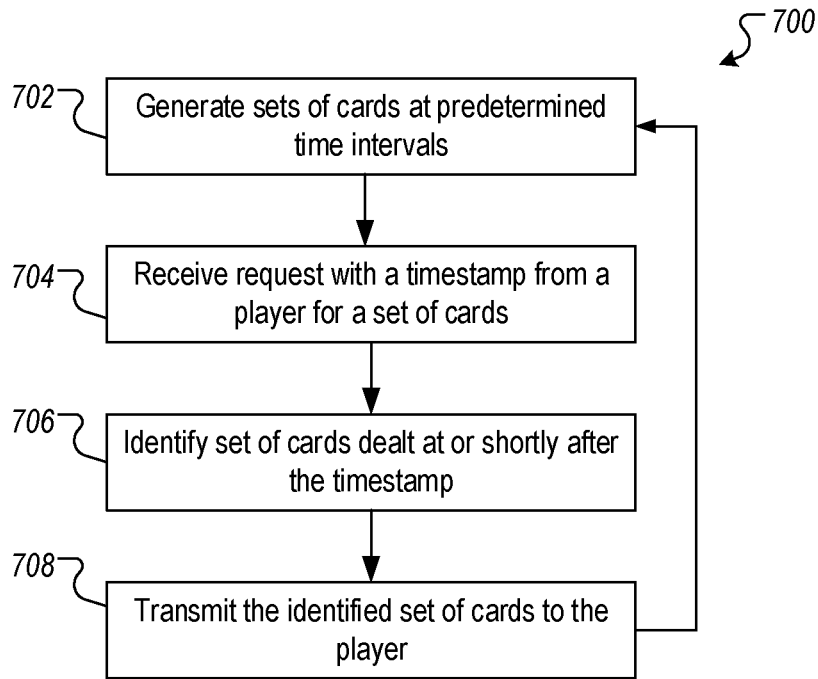 700
702
Generate sets of cards at predetermined
time intervals
704
Receive request with a timestamp from a
player for a set of cards
706
Identify set of cards dealt at or shortly after
the timestamp
708
Transmit the identified set of cards to the
player